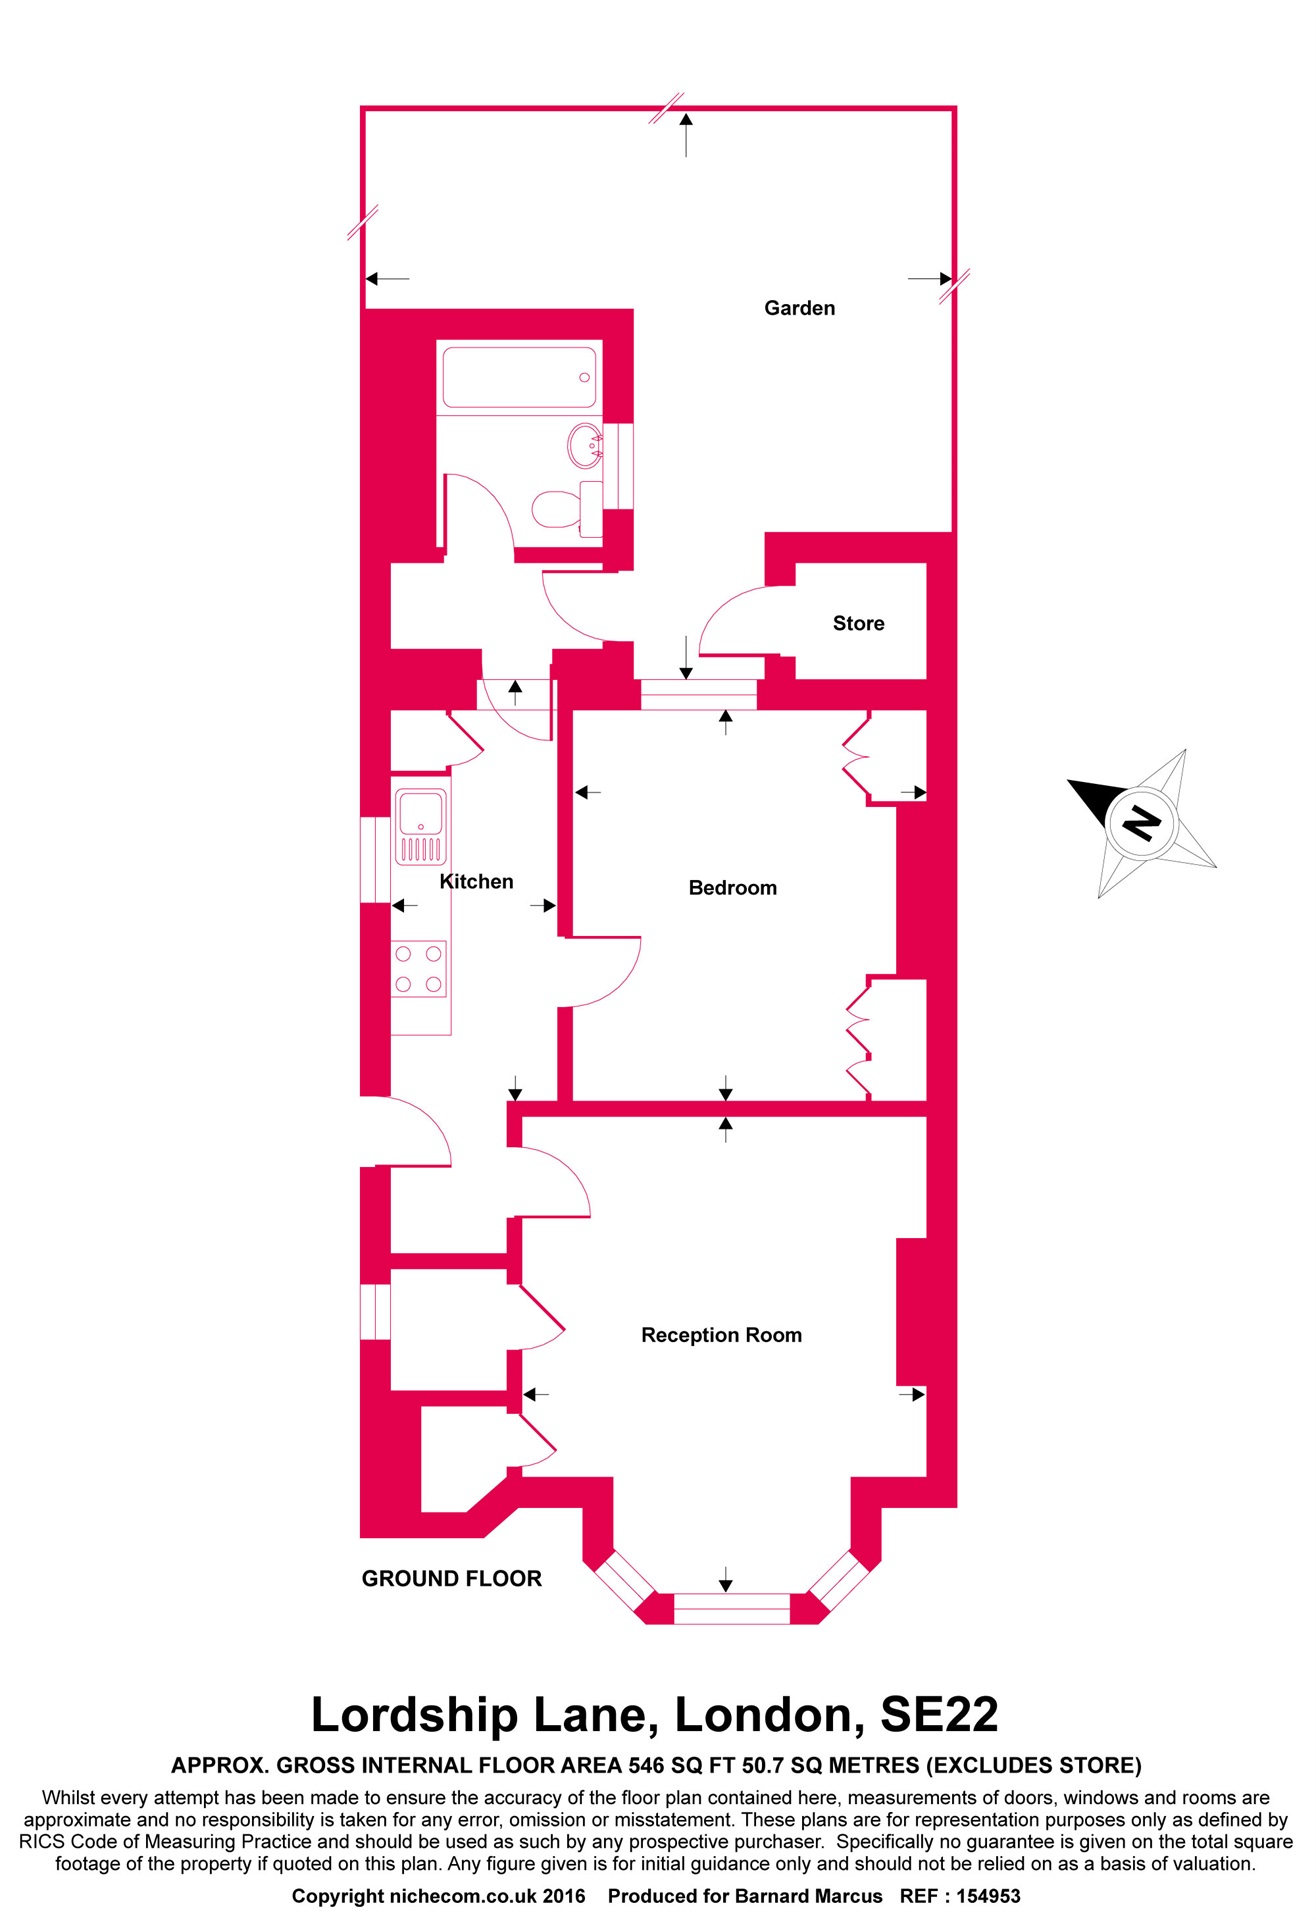 Garden
Store
Kitchen
Bedroom
N
Reception Room
GROUND FLOOR
Lordship Lane, London, SE22
APPROX. GROSS INTERNAL FLOOR AREA 546 SQ FT 50.7 SQ METRES (EXCLUDES STORE)
Whilst every attempt has been made to ensure the accuracy of the floor plan contained here, measurements of doors, windows and rooms are
approximate and no responsibility is taken for any error, omission or misstatement. These plans are for representation purposes only as defined by
RICS Code of Measuring Practice and should be used as such by any prospective purchaser. Specifically no guarantee is given on the total square
footage of the property if quoted on this plan. Any figure given is for initial guidance only and should not be relied on as a basis of valuation.
Copyright nichecom.co.uk 2016 Produced for Barnard Marcus REF : 154953